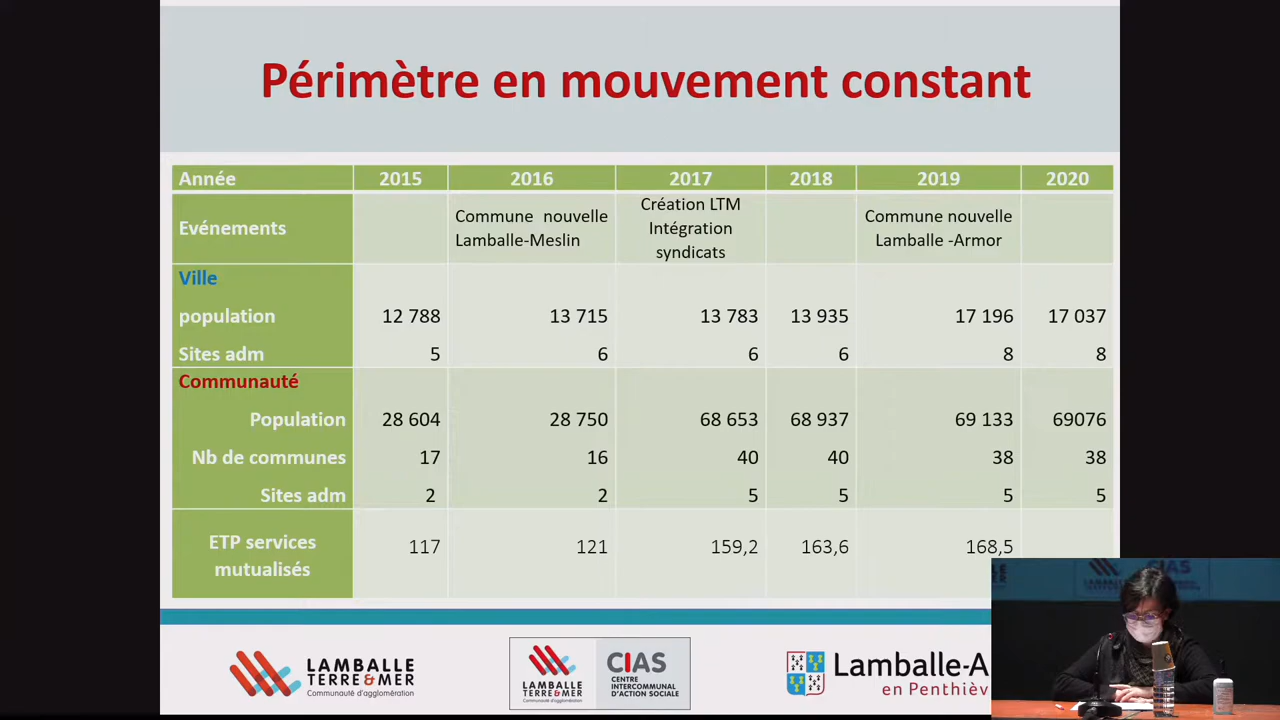 Périmètre en mouvement constant
Année 2015 2016 2017 2018 2019 2020
Evénements
Commune nouvelle
Lamballe-Meslin
Création LTM
Intégration
syndicats
Commune nouvelle
Lamballe -Armor
Ville
population 12 788 13 715 13 783 13 935 17 196 17 037
Sites adm 5 6 6 6 8 8
Communauté
Population 28 604 28 750 68 653 68 937 69 133 69076
Nb de communes 17 16 40 40 38 38
Sites adm 2 2 5 5 5 5
ETP services
mutualisés
117 121 159,2 163,6 168,5
LAMBALLE
TERRE&MER
Communauté d'agglomération
LAMBALLE
TERRE&MER
Communauté d'agglomération
CIAS
CENTRE
INTERCOMMUNAL
D'ACTION SOCIALE
Lamballe-A
en Penthièv
LAMBALLE
CIAS